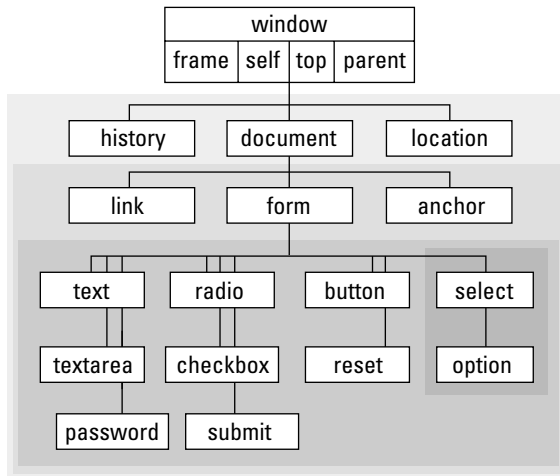 window
frame self top parent
history document location
link form anchor
text radio button select
textarea checkbox reset option
password submit